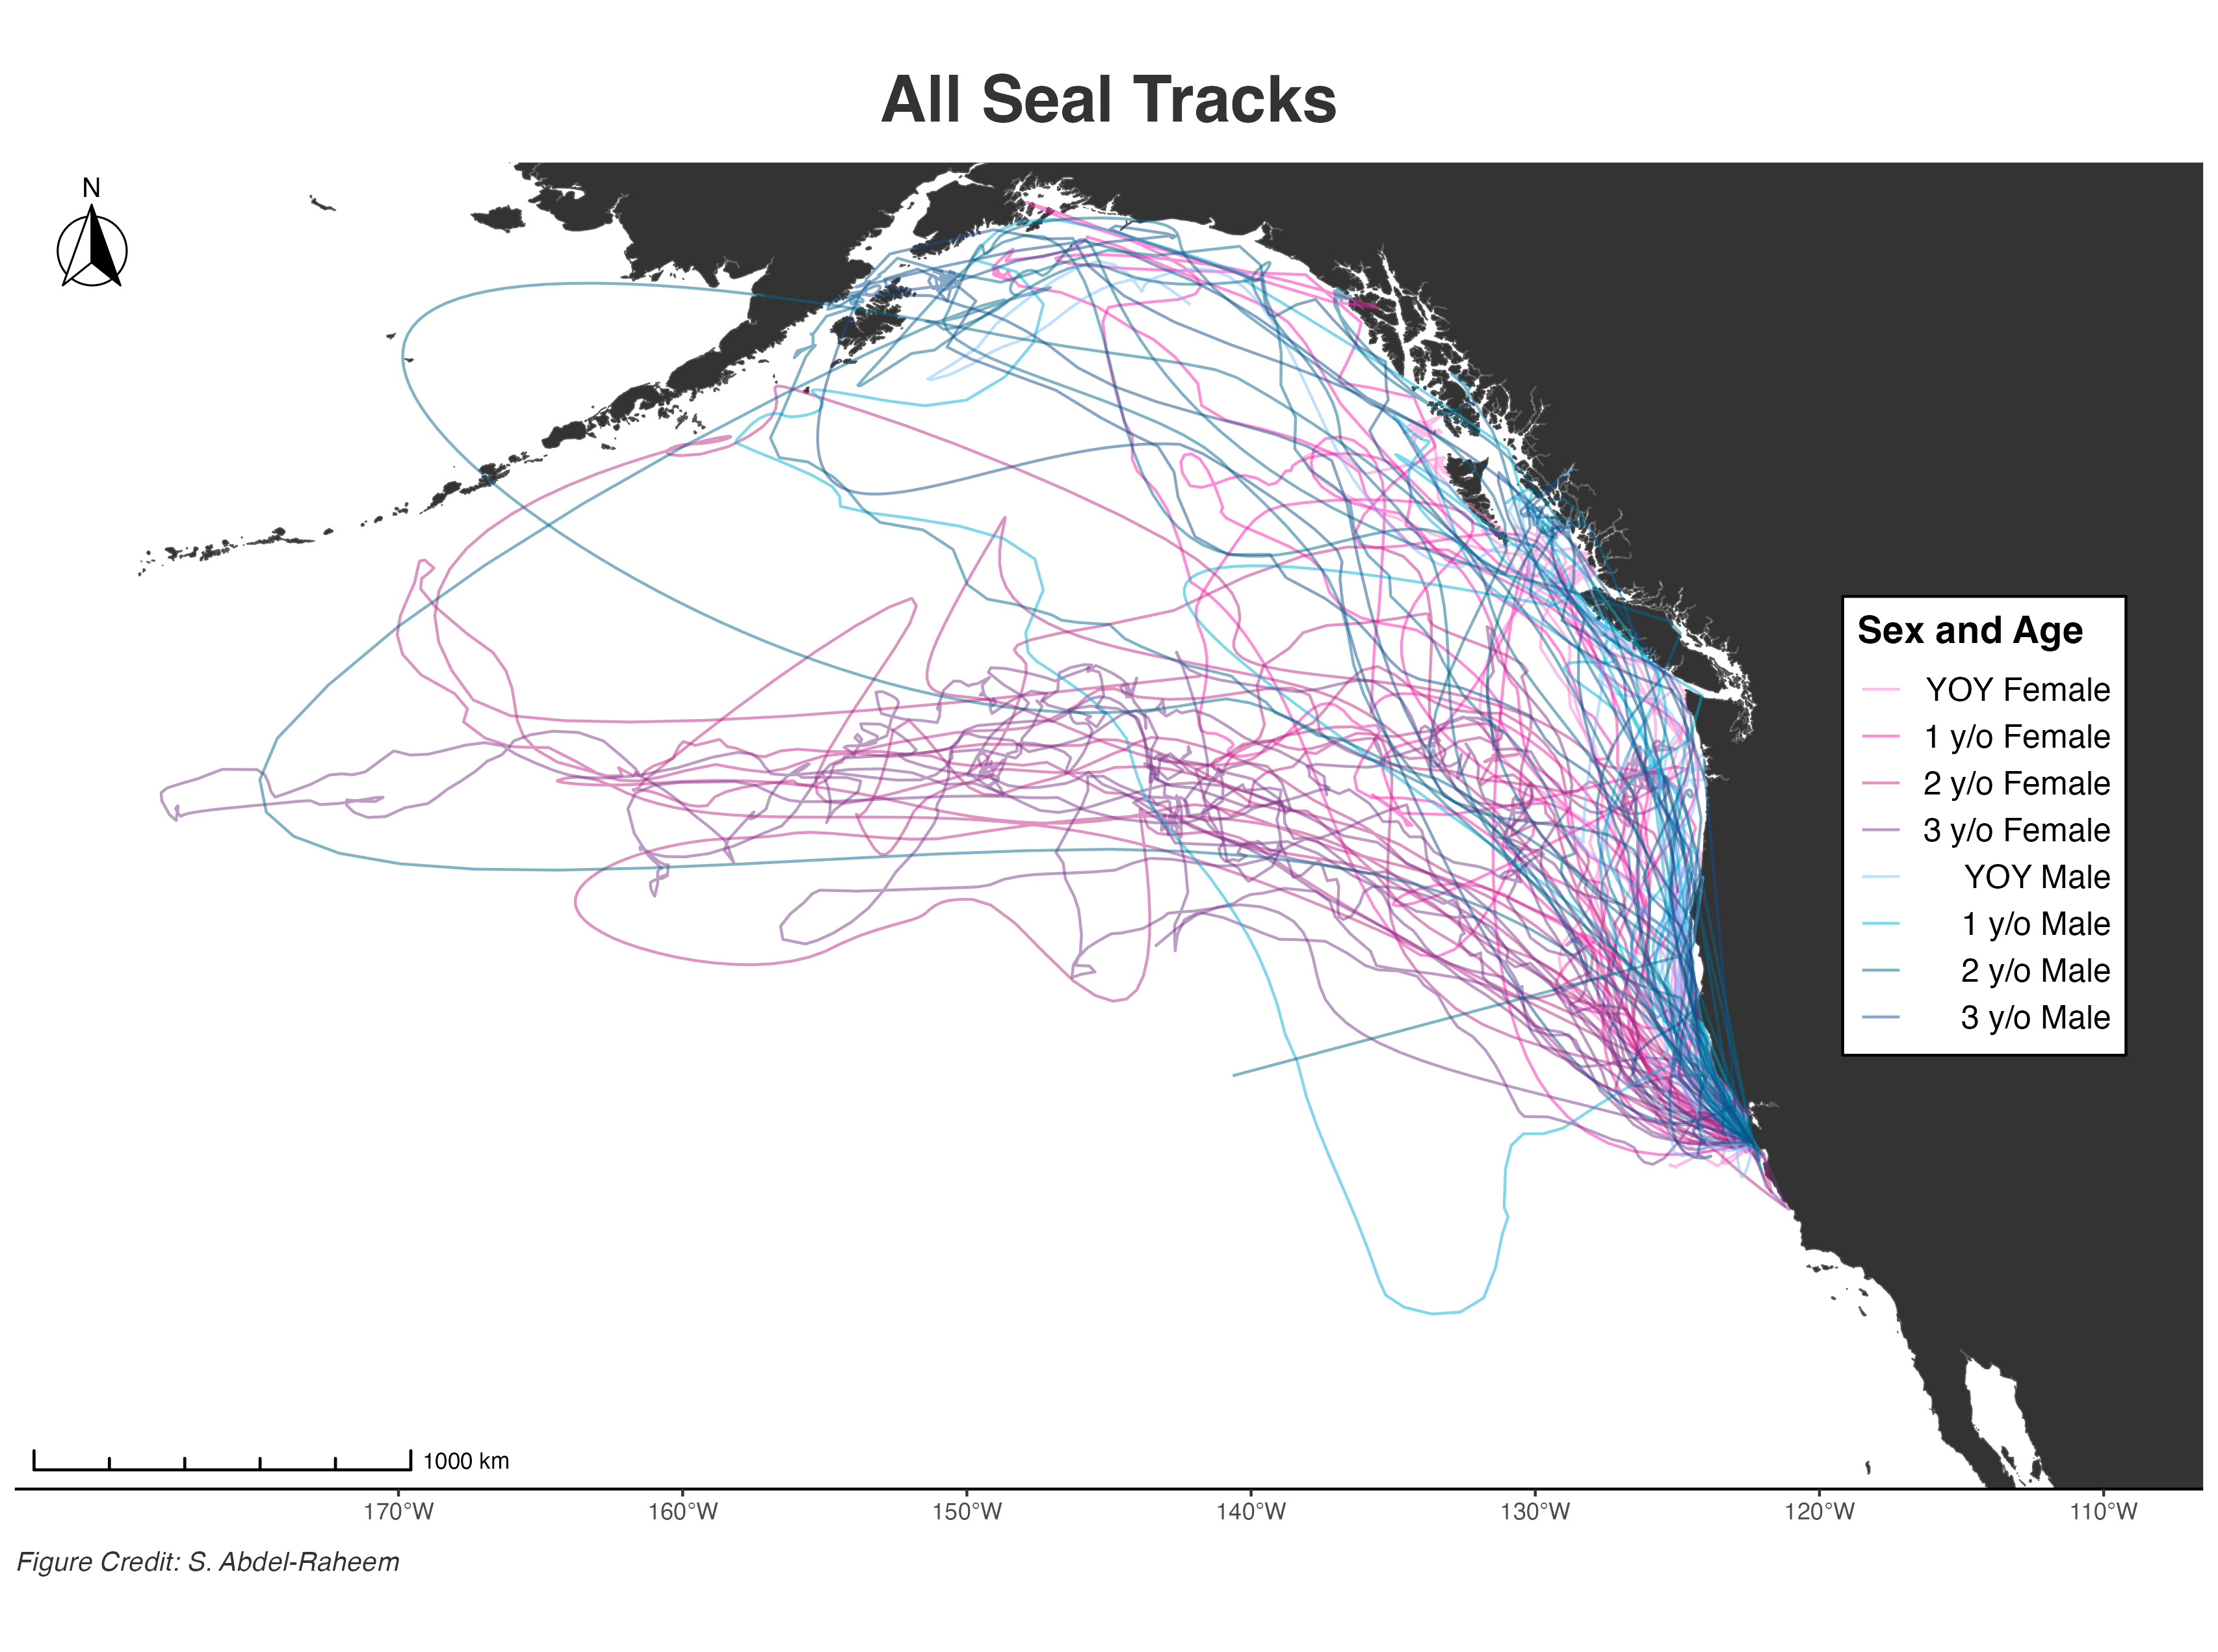 All Seal Tracks
N
Sex and Age
YOY Female
1 y/o Female
2 y/o Female
3 y/o Female
YOY Male
1 y/o Male
2 y/o Male
3 y/o Male
1000 km
170°W 160°W 150°W 140°W 130°W 120°W 110°W
Figure Credit: S. Abdel-Raheem